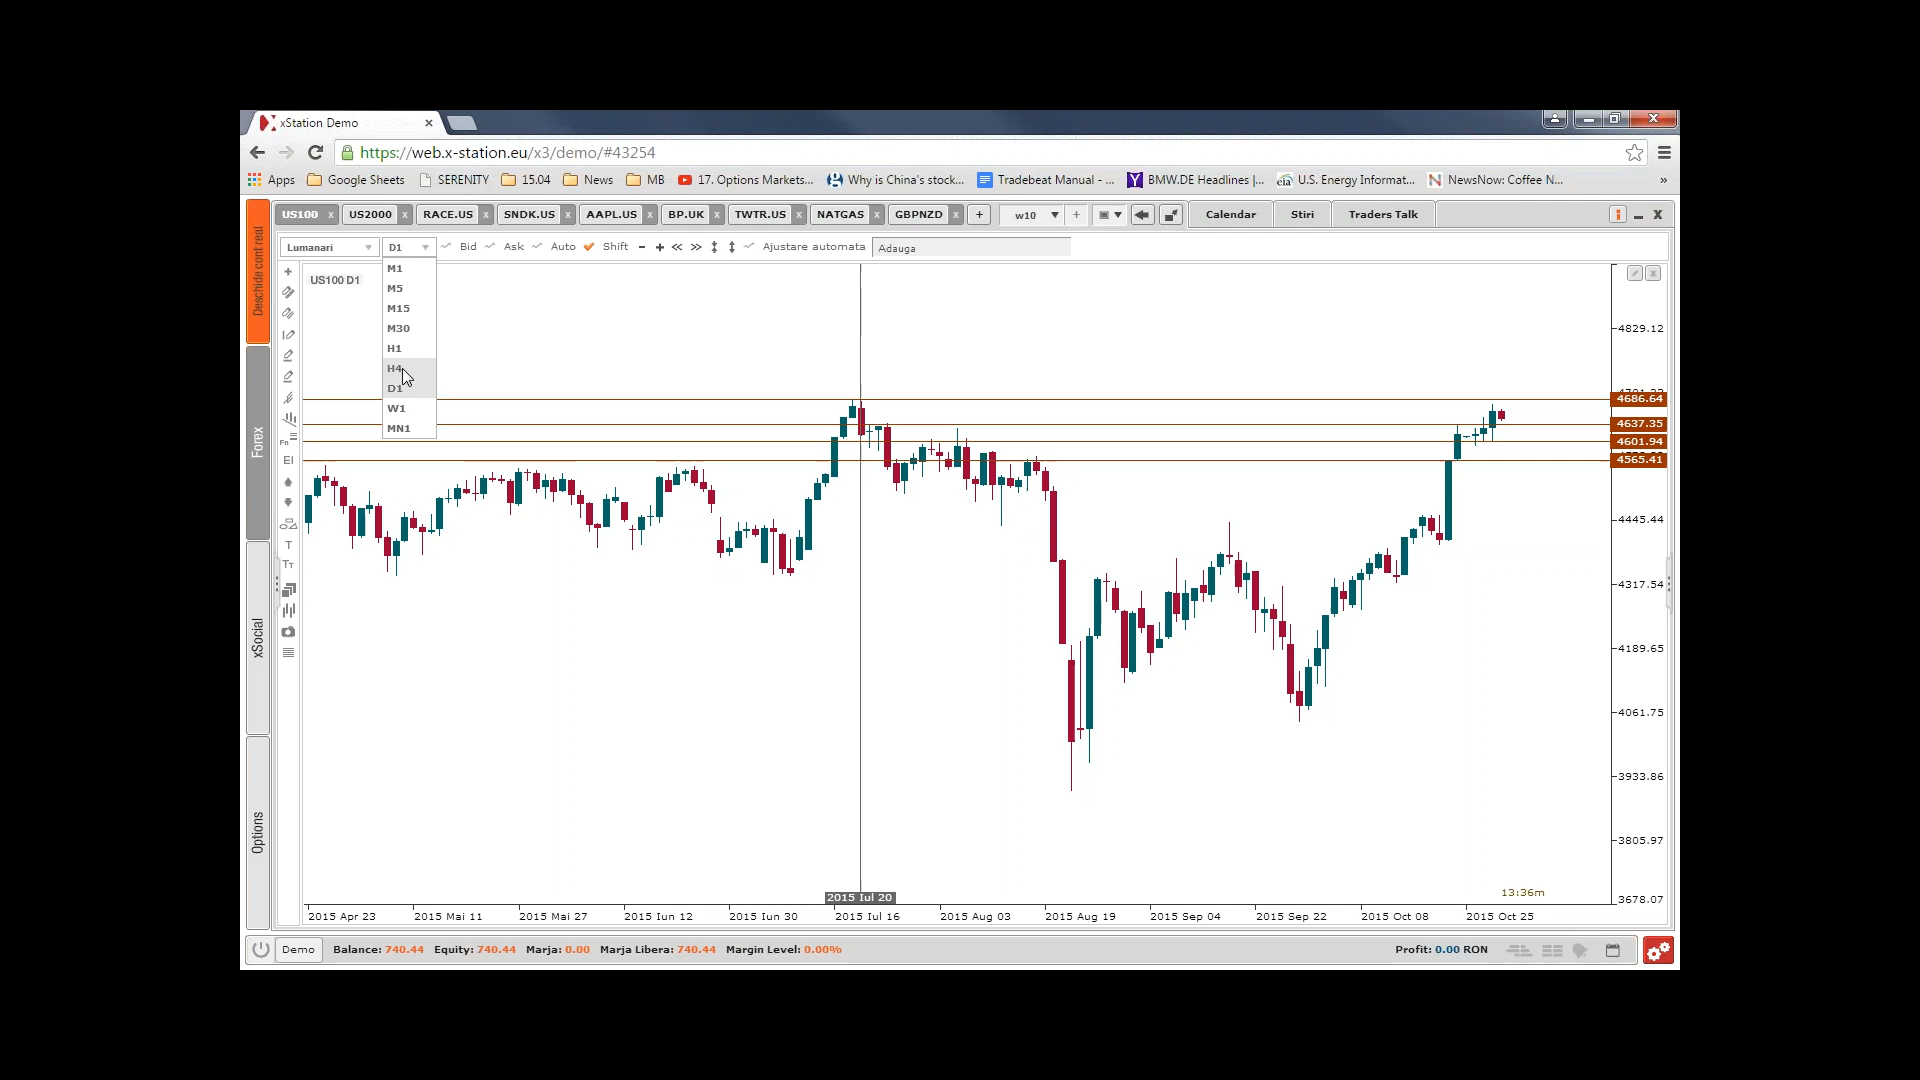 xStation Demo
https://web.x-station.eu/x3/demo/#43254
Apps Google Sheets SERENITY 15.04 News MB 17. Options Markets... Why is China's stock... Tradebeat Manual - ... BMW.DE Headlines |... eia U.S. Energy Informat... NewsNow: Coffee N... »
US100 x US2000 x RACE.US x SNDK.US x AAPL.US x BP.UK x TWTR.US x NATGAS x GBPNZD x + w10 + Calendar Stiri Traders Talk
Lumanari D1 Bid Ask Auto Shift - + Ajustare automata Adauga
Deschide cont real
Forex
xSocial
Options
US100 D1
M1
M5
M15
M30
H1
H4
D1
W1
MN1
Fn
EI
T
TT
4829.12
4686.64
4637.35
4601.94
4565.41
4445.44
4317.54
4189.65
4061.75
3933.86
3805.97
3678.07
13:36m
2015 Iul 20
2015 Apr 23 2015 Mai 11 2015 Mai 27 2015 Iun 12 2015 Iun 30 2015 Iul 16 2015 Aug 03 2015 Aug 19 2015 Sep 04 2015 Sep 22 2015 Oct 08 2015 Oct 25
Demo Balance: 740.44 Equity: 740.44 Marja: 0.00 Marja Libera: 740.44 Margin Level: 0.00% Profit: 0.00 RON